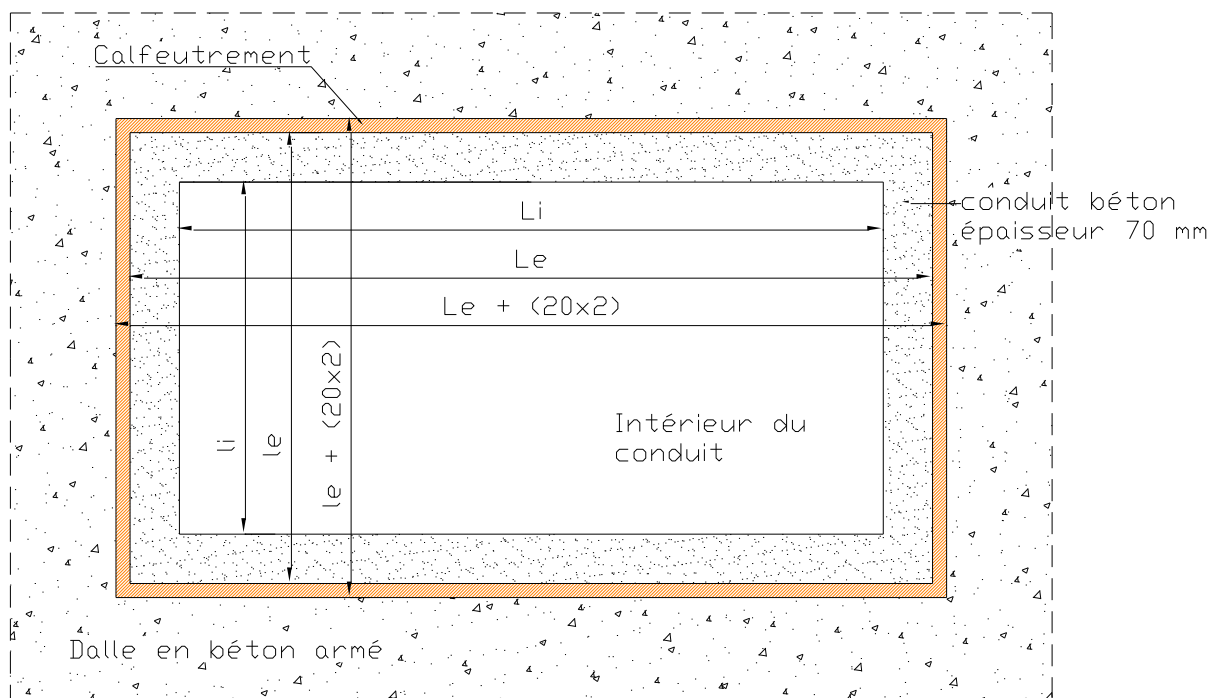 Calfeutrement
conduit béton
épaisseur 70 mm
Li
Le
Le + (20x2)
li
le
le + (20x2)
Intérieur du
conduit
Dalle en béton armé